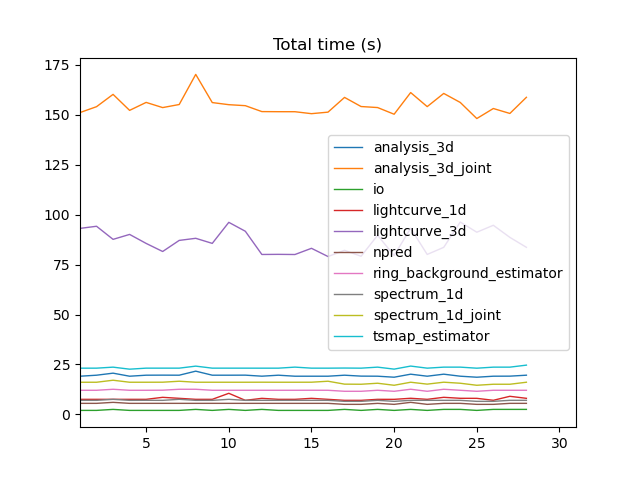 Total time (s)
175
150
125
100
75
50
25
0
analysis_3d
analysis_3d_joint
io
lightcurve_1d
lightcurve_3d
npred
ring_background_estimator
spectrum_1d
spectrum_1d_joint
tsmap_estimator
5 10 15 20 25 30